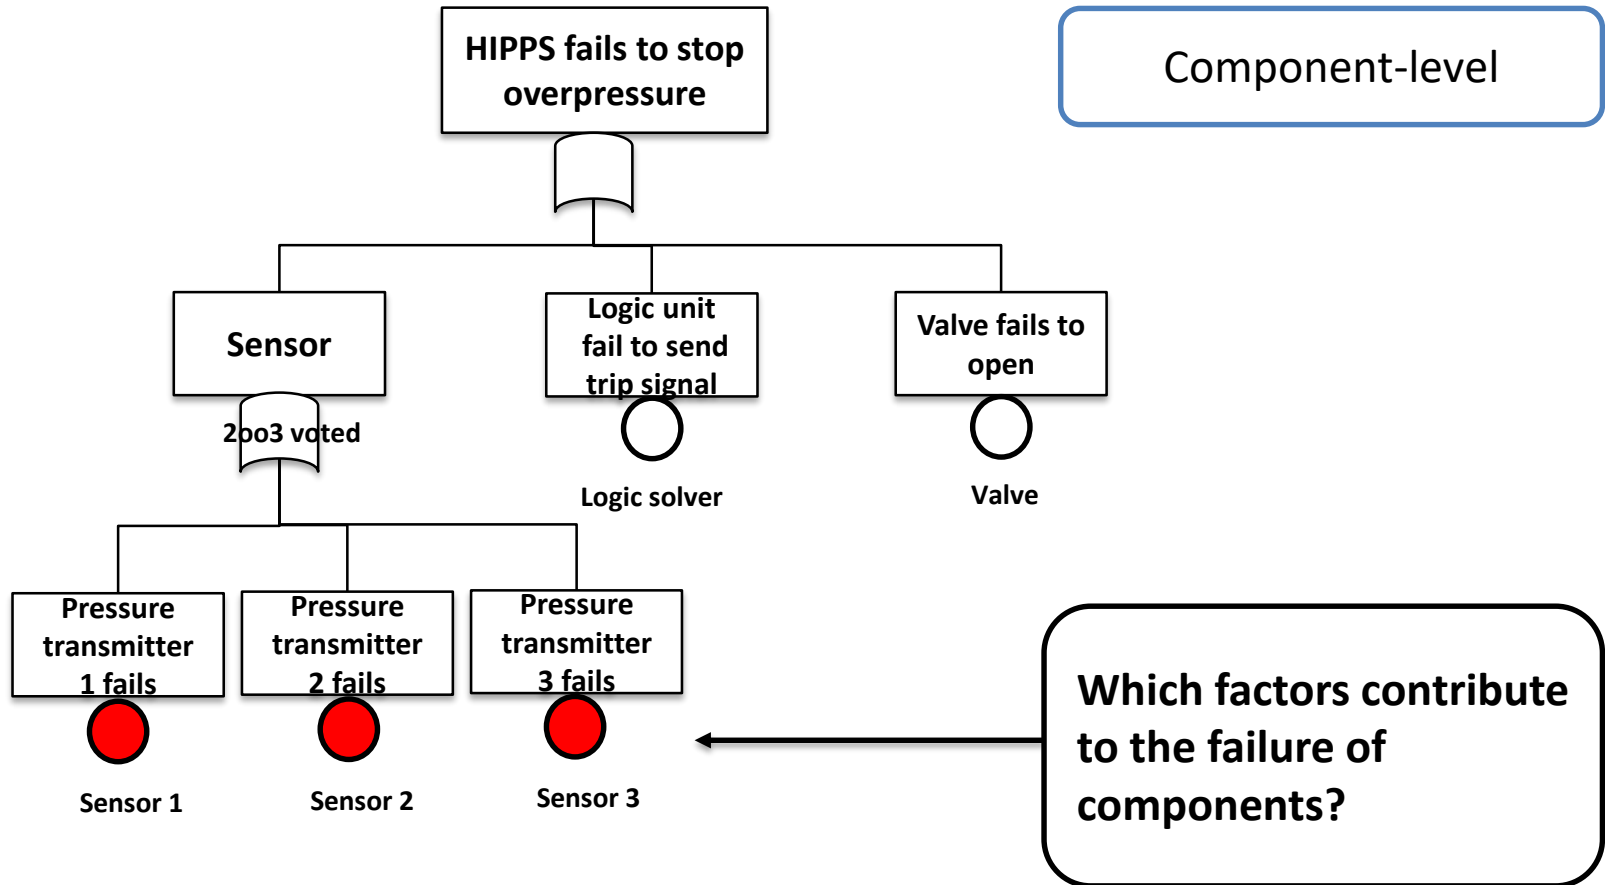 HIPPS fails to stop
overpressure
Component-level
Sensor
Logic unit
fail to send
trip signal
Valve fails to
open
2oo3 voted
Logic solver
Valve
Pressure
transmitter
1 fails
Pressure
transmitter
2 fails
Pressure
transmitter
3 fails
Sensor 1
Sensor 2
Sensor 3
Which factors contribute
to the failure of
components?